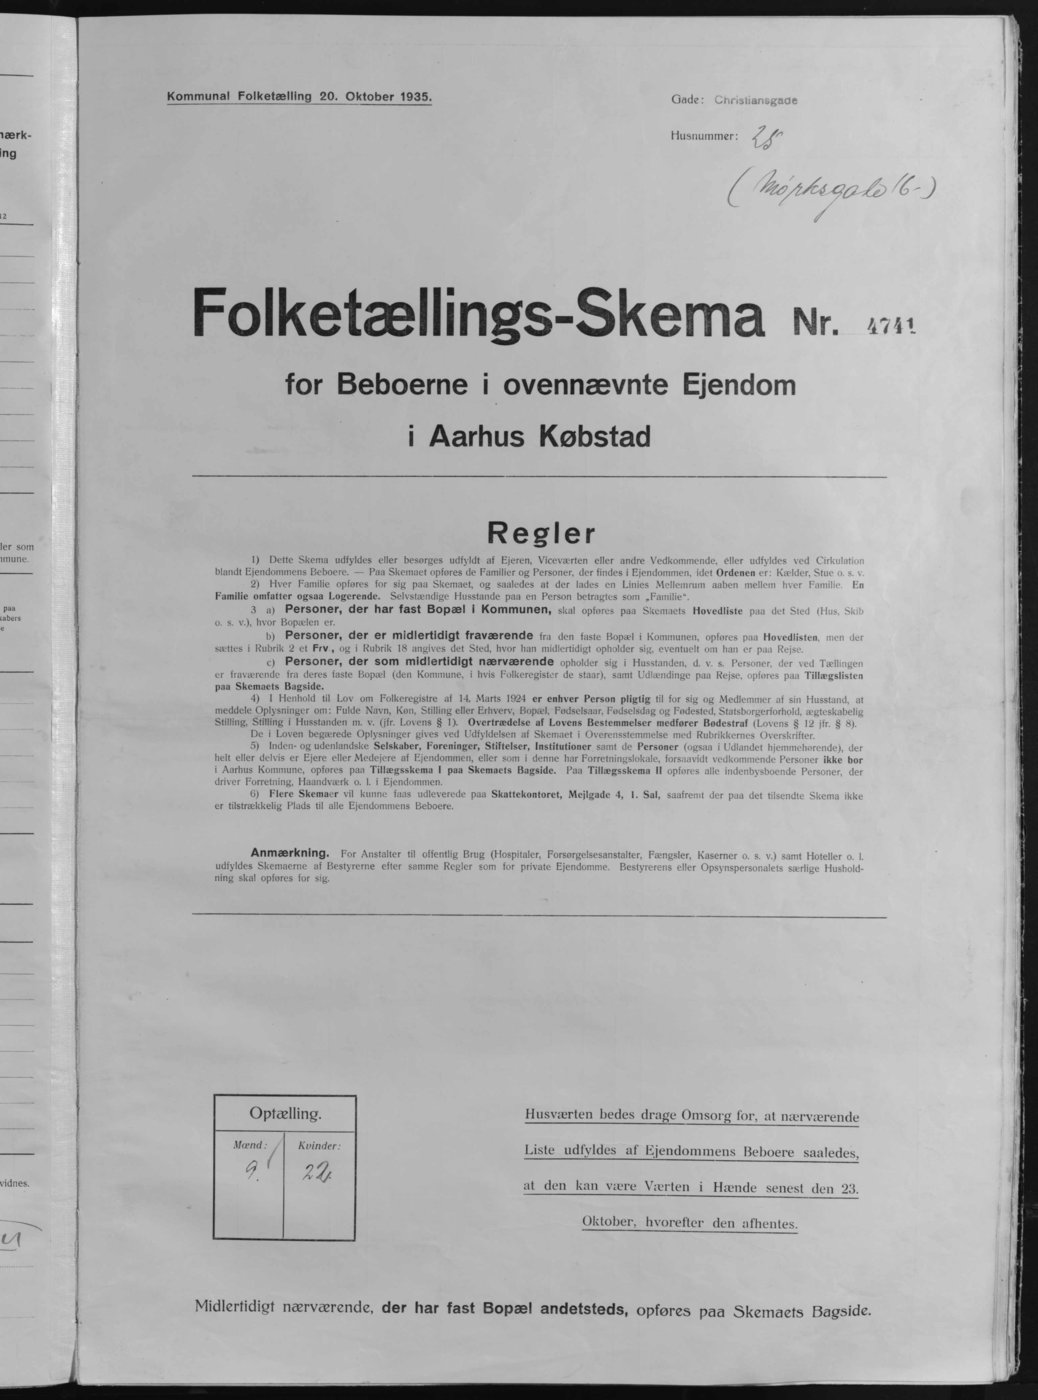 Kommunal Folketælling 20. Oktober 1935.
Gade: Christiansgade
Husnummer: 25
(Mørksgade 16-)
Folketællings-Skema Nr. 4741
for Beboerne i ovennævnte Ejendom
i Aarhus Købstad
Regler
1) Dette Skema udfyldes eller besørges udfyldt af Ejeren, Viceværten eller andre Vedkommende, eller udfyldes ved Cirkulation
blandt Ejendommens Beboere. — Paa Skemaet opføres de Familier og Personer, der findes i Ejendommen, idet Ordenen er: Kælder, Stue o. s. v.
2) Hver Familie opføres for sig paa Skemaet, og saaledes at der lades en Linies Mellemrum aaben mellem hver Familie. En
Familie omfatter ogsaa Logerende. Selvstændige Husstande paa en Person betragtes som „Familie“.
3 a) Personer, der har fast Bopæl i Kommunen, skal opføres paa Skemaets Hovedliste paa det Sted (Hus, Skib
o. s. v.), hvor Bopælen er.
b) Personer, der er midlertidigt fraværende fra den faste Bopæl i Kommunen, opføres paa Hovedlisten, men der
sættes i Rubrik 2 et Frv., og i Rubrik 18 angives det Sted, hvor han midlertidigt opholder sig, eventuelt om han er paa Rejse.
c) Personer, der som midlertidigt nærværende opholder sig i Husstanden, d. v. s. Personer, der ved Tællingen
er fraværende fra deres faste Bopæl (den Kommune, i hvis Folkeregister de staar), samt Udlændinge paa Rejse, opføres paa Tillægslisten
paa Skemaets Bagside.
4) I Henhold til Lov om Folkeregistre af 14. Marts 1924 er enhver Person pligtig til for sig og Medlemmer af sin Husstand, at
meddele Oplysninger om: Fulde Navn, Køn, Stilling eller Erhverv, Bopæl, Fødselsaar, Fødselsdag og Fødested, Statsborgerforhold, ægteskabelig
Stilling, Stilling i Husstanden m. v. (jfr. Lovens § 1). Overtrædelse af Lovens Bestemmelser medfører Bødestraf (Lovens § 12 jfr. § 8).
De i Loven begærede Oplysninger gives ved Udfyldelsen af Skemaet i Overensstemmelse med Rubrikkernes Overskrifter.
5) Inden- og udenlandske Selskaber, Foreninger, Stiftelser, Institutioner samt de Personer (ogsaa i Udlandet hjemmehørende), der
helt eller delvis er Ejere eller Medejere af Ejendommen, eller som i denne har Forretningslokale, forsaavidt vedkommende Personer ikke bor
i Aarhus Kommune, opføres paa Tillægsskema I paa Skemaets Bagside. Paa Tillægsskema II opføres alle indenbysboende Personer, der
driver Forretning, Haandværk o. l. i Ejendommen.
6) Flere Skemaer vil kunne faas udleverede paa Skattekontoret, Mejlgade 4, 1. Sal, saafremt der paa det tilsendte Skema ikke
er tilstrækkelig Plads til alle Ejendommens Beboere.
Anmærkning. For Anstalter til offentlig Brug (Hospitaler, Forsørgelsesanstalter, Fængsler, Kaserner o. s. v.) samt Hoteller o. l.
udfyldes Skemaerne af Bestyrerne efter samme Regler som for private Ejendomme. Bestyrerens eller Opsynspersonalets særlige Hushold-
ning skal opføres for sig.
Optælling.
Mænd: Kvinder:
9. 22
Husværten bedes drage Omsorg for, at nærværende
Liste udfyldes af Ejendommens Beboere saaledes,
at den kan være Værten i Hænde senest den 23.
Oktober, hvorefter den afhentes.
Midlertidigt nærværende, der har fast Bopæl andetsteds, opføres paa Skemaets Bagside.